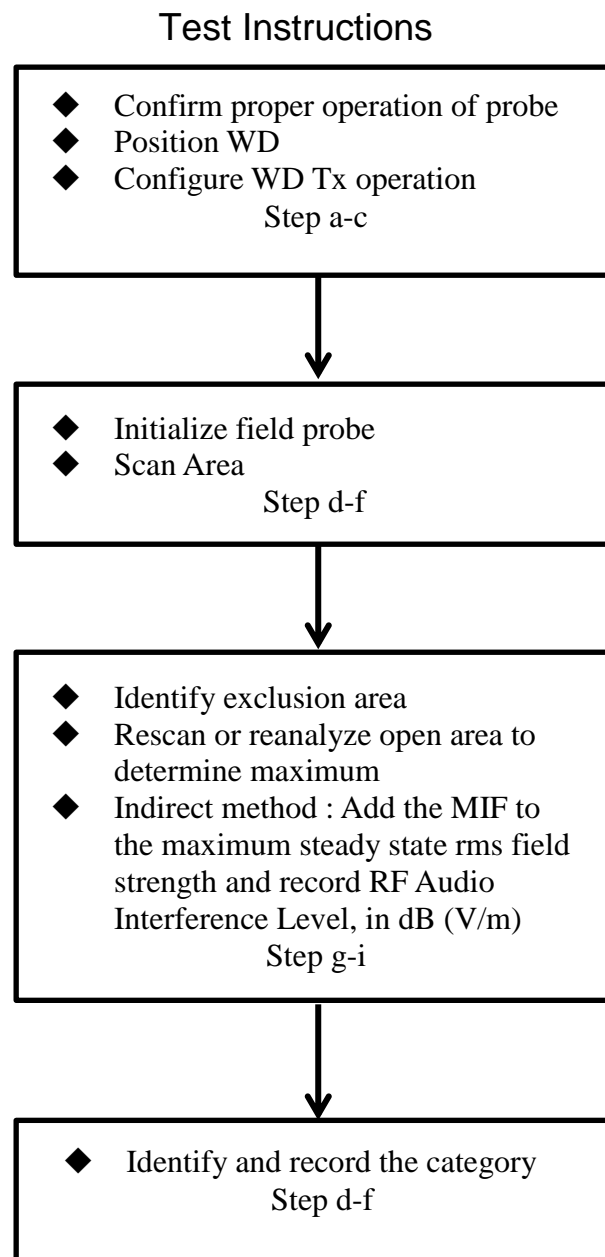 Test Instructions
◆ Confirm proper operation of probe
◆ Position WD
◆ Configure WD Tx operation
Step a-c
◆ Initialize field probe
◆ Scan Area
Step d-f
◆ Identify exclusion area
◆ Rescan or reanalyze open area to
determine maximum
◆ Indirect method : Add the MIF to
the maximum steady state rms field
strength and record RF Audio
Interference Level, in dB (V/m)
Step g-i
◆ Identify and record the category
Step d-f